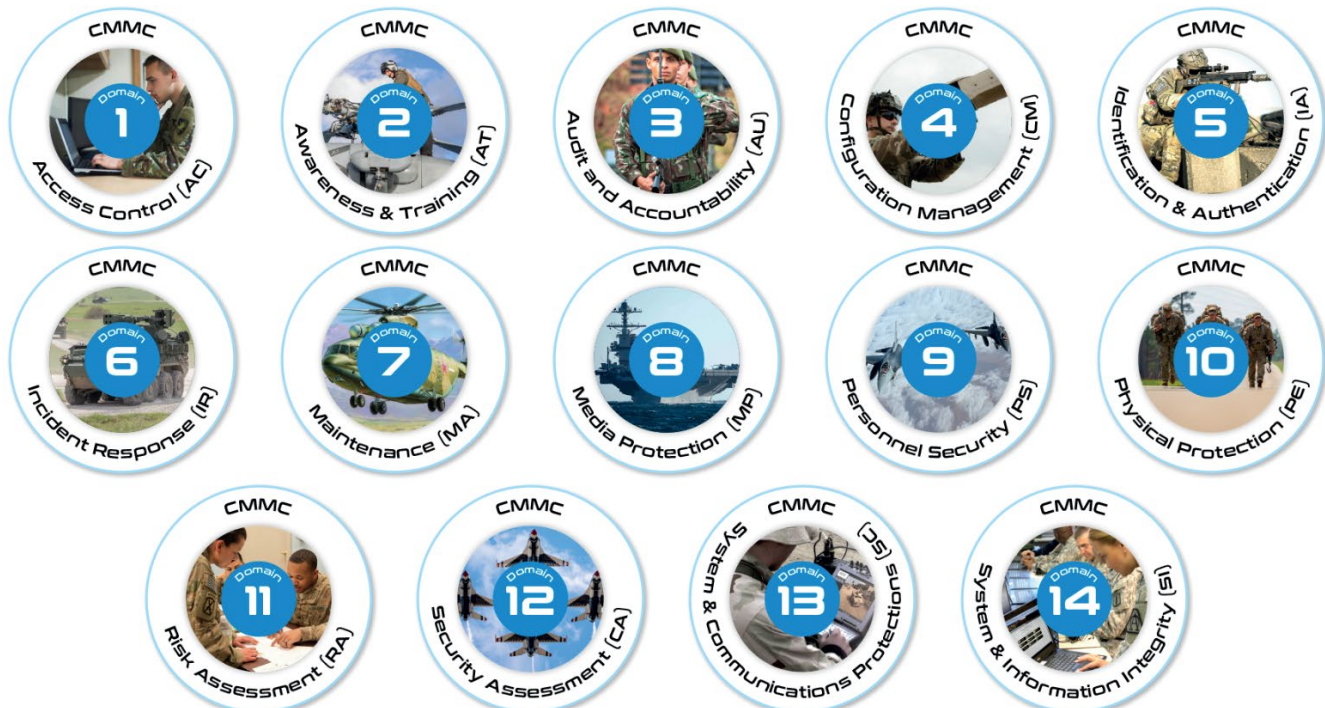 CMMC
Domain
1
Access Control (AC)
CMMC
Domain
2
Awareness & Training (AT)
CMMC
Domain
3
Audit and Accountability (AU)
CMMC
Domain
4
Configuration Management (CM)
CMMC
Domain
5
Identification & Authentication (IA)
CMMC
Domain
6
Incident Response (IR)
CMMC
Domain
7
Maintenance (MA)
CMMC
Domain
8
Media Protection (MP)
CMMC
Domain
9
Personnel Security (PS)
CMMC
Domain
10
Physical Protection (PE)
CMMC
Domain
11
Risk Assessment (RA)
CMMC
Domain
12
Security Assessment (CA)
CMMC
Domain
13
System & Communications Protections (SC)
CMMC
Domain
14
System & Information Integrity (SI)